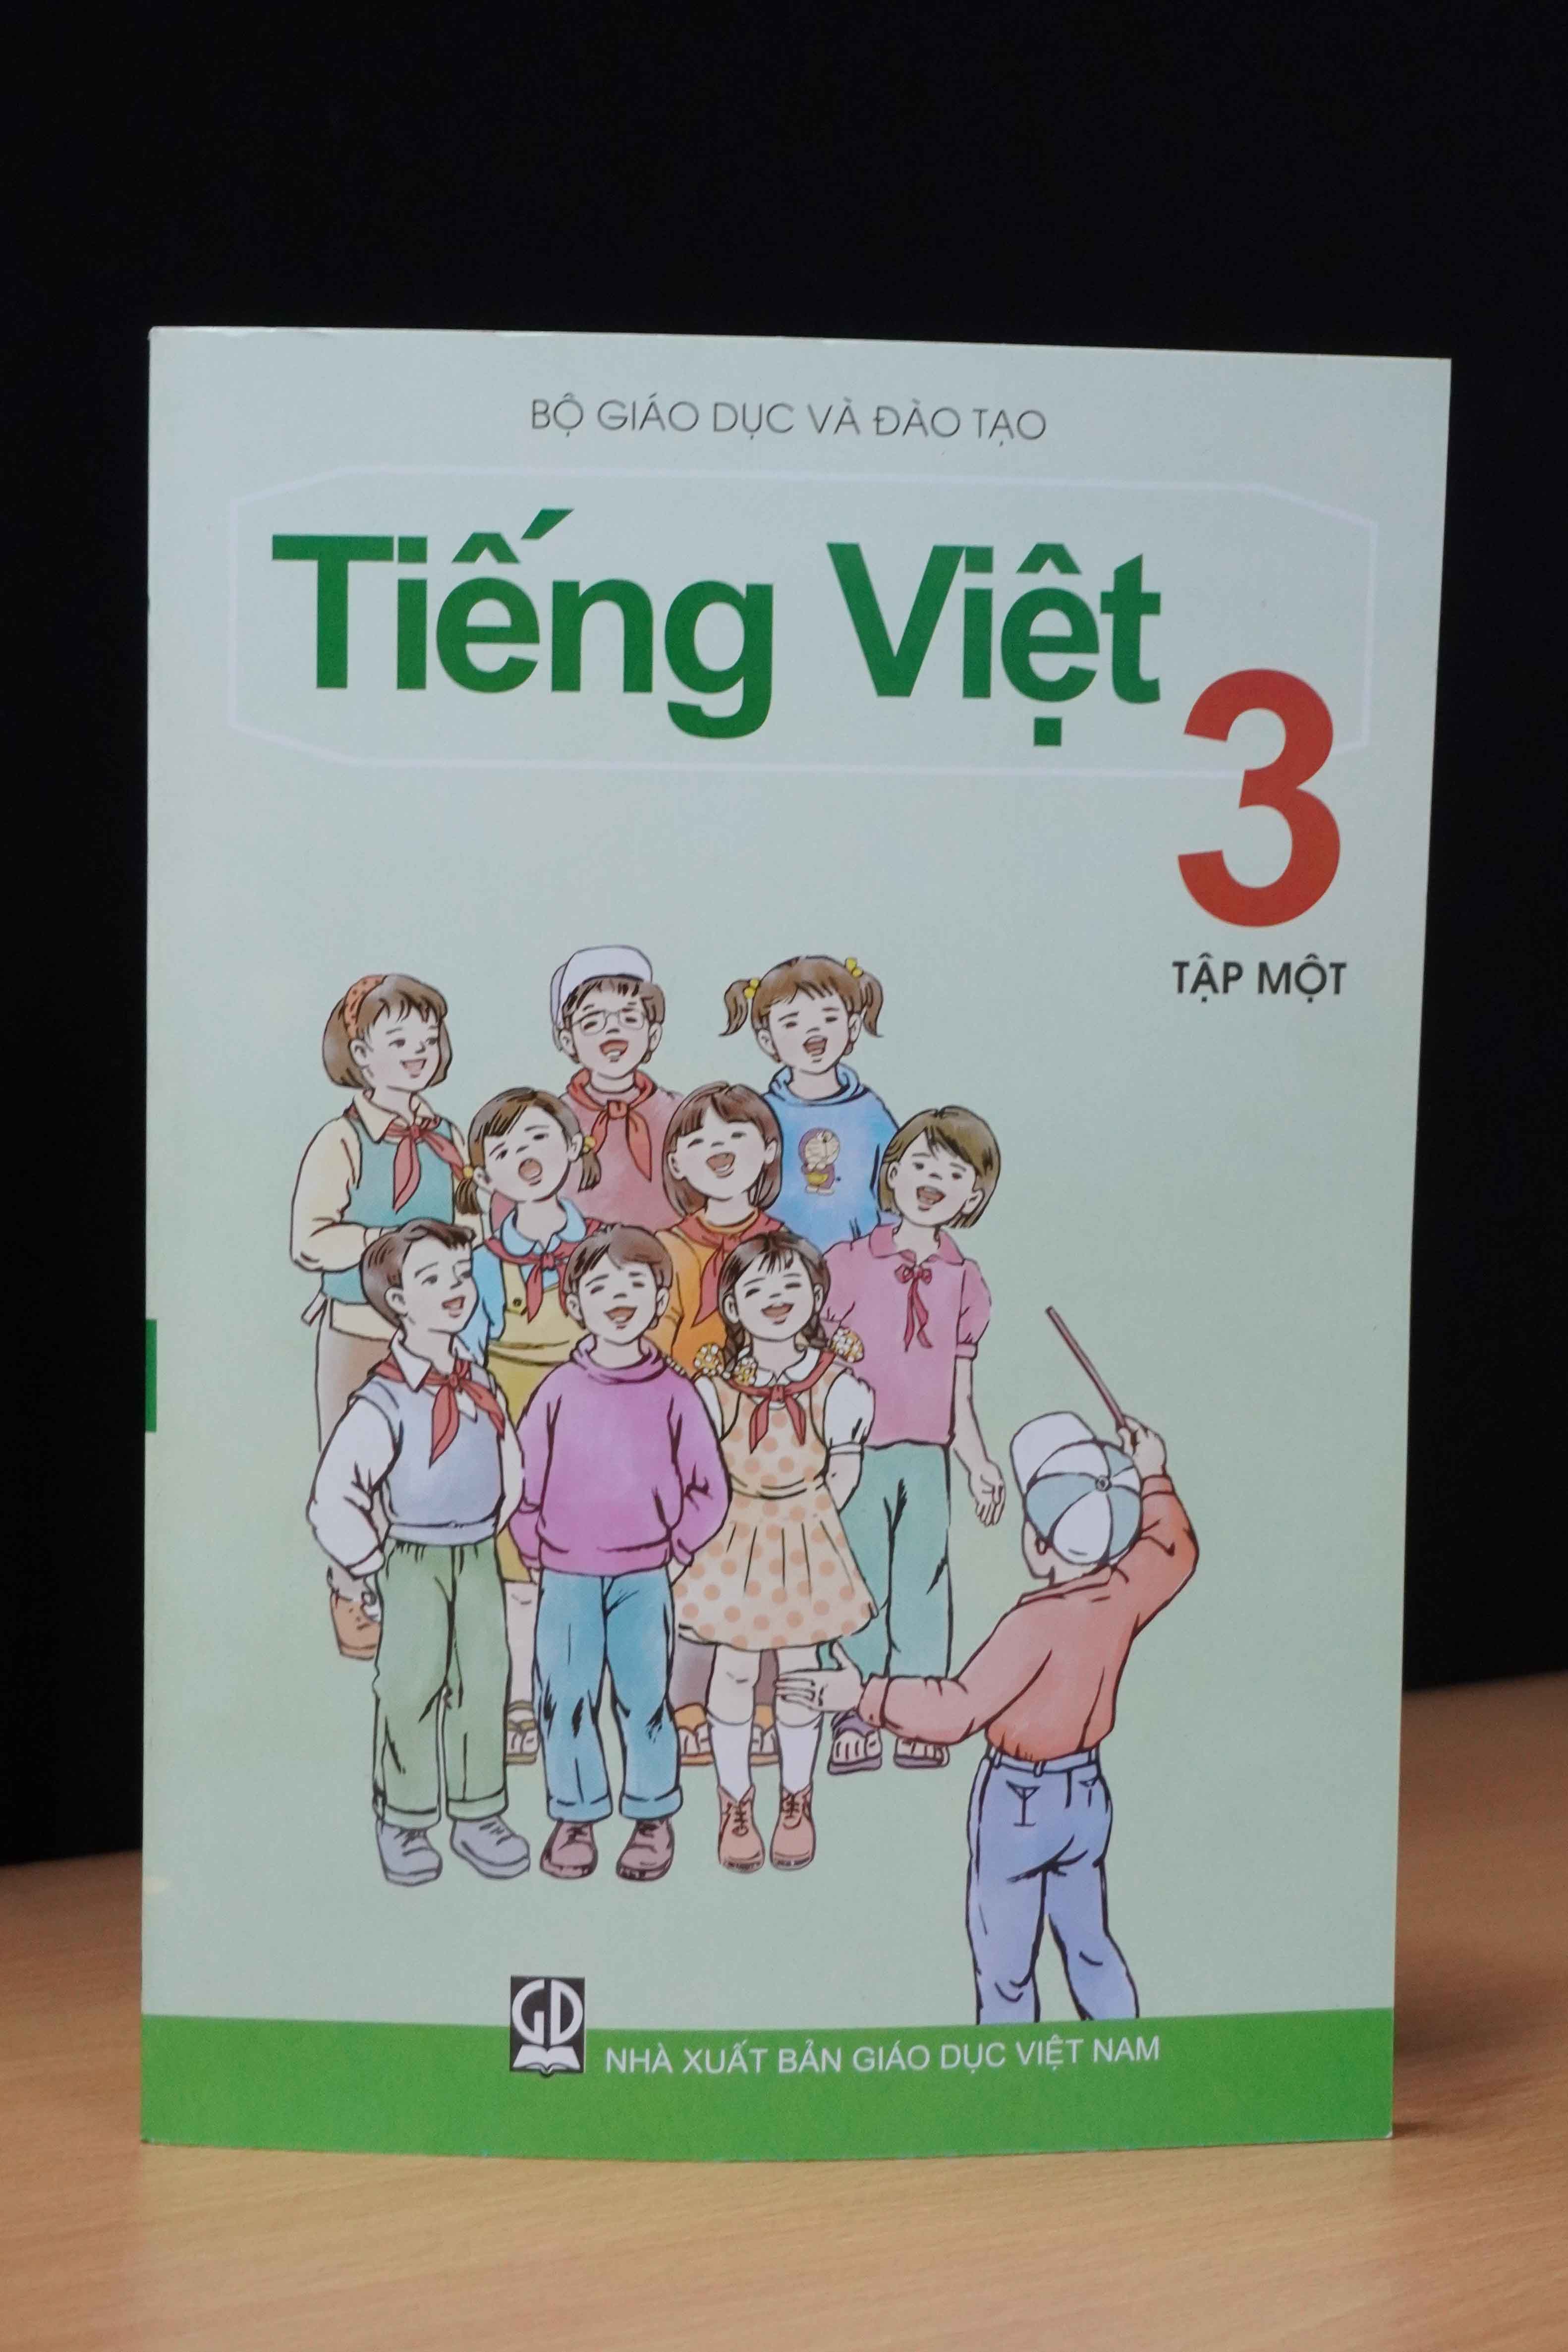 BỘ GIÁO DỤC VÀ ĐÀO TẠO
Tiếng Việt
3
TẬP MỘT
GD
NHÀ XUẤT BẢN GIÁO DỤC VIỆT NAM